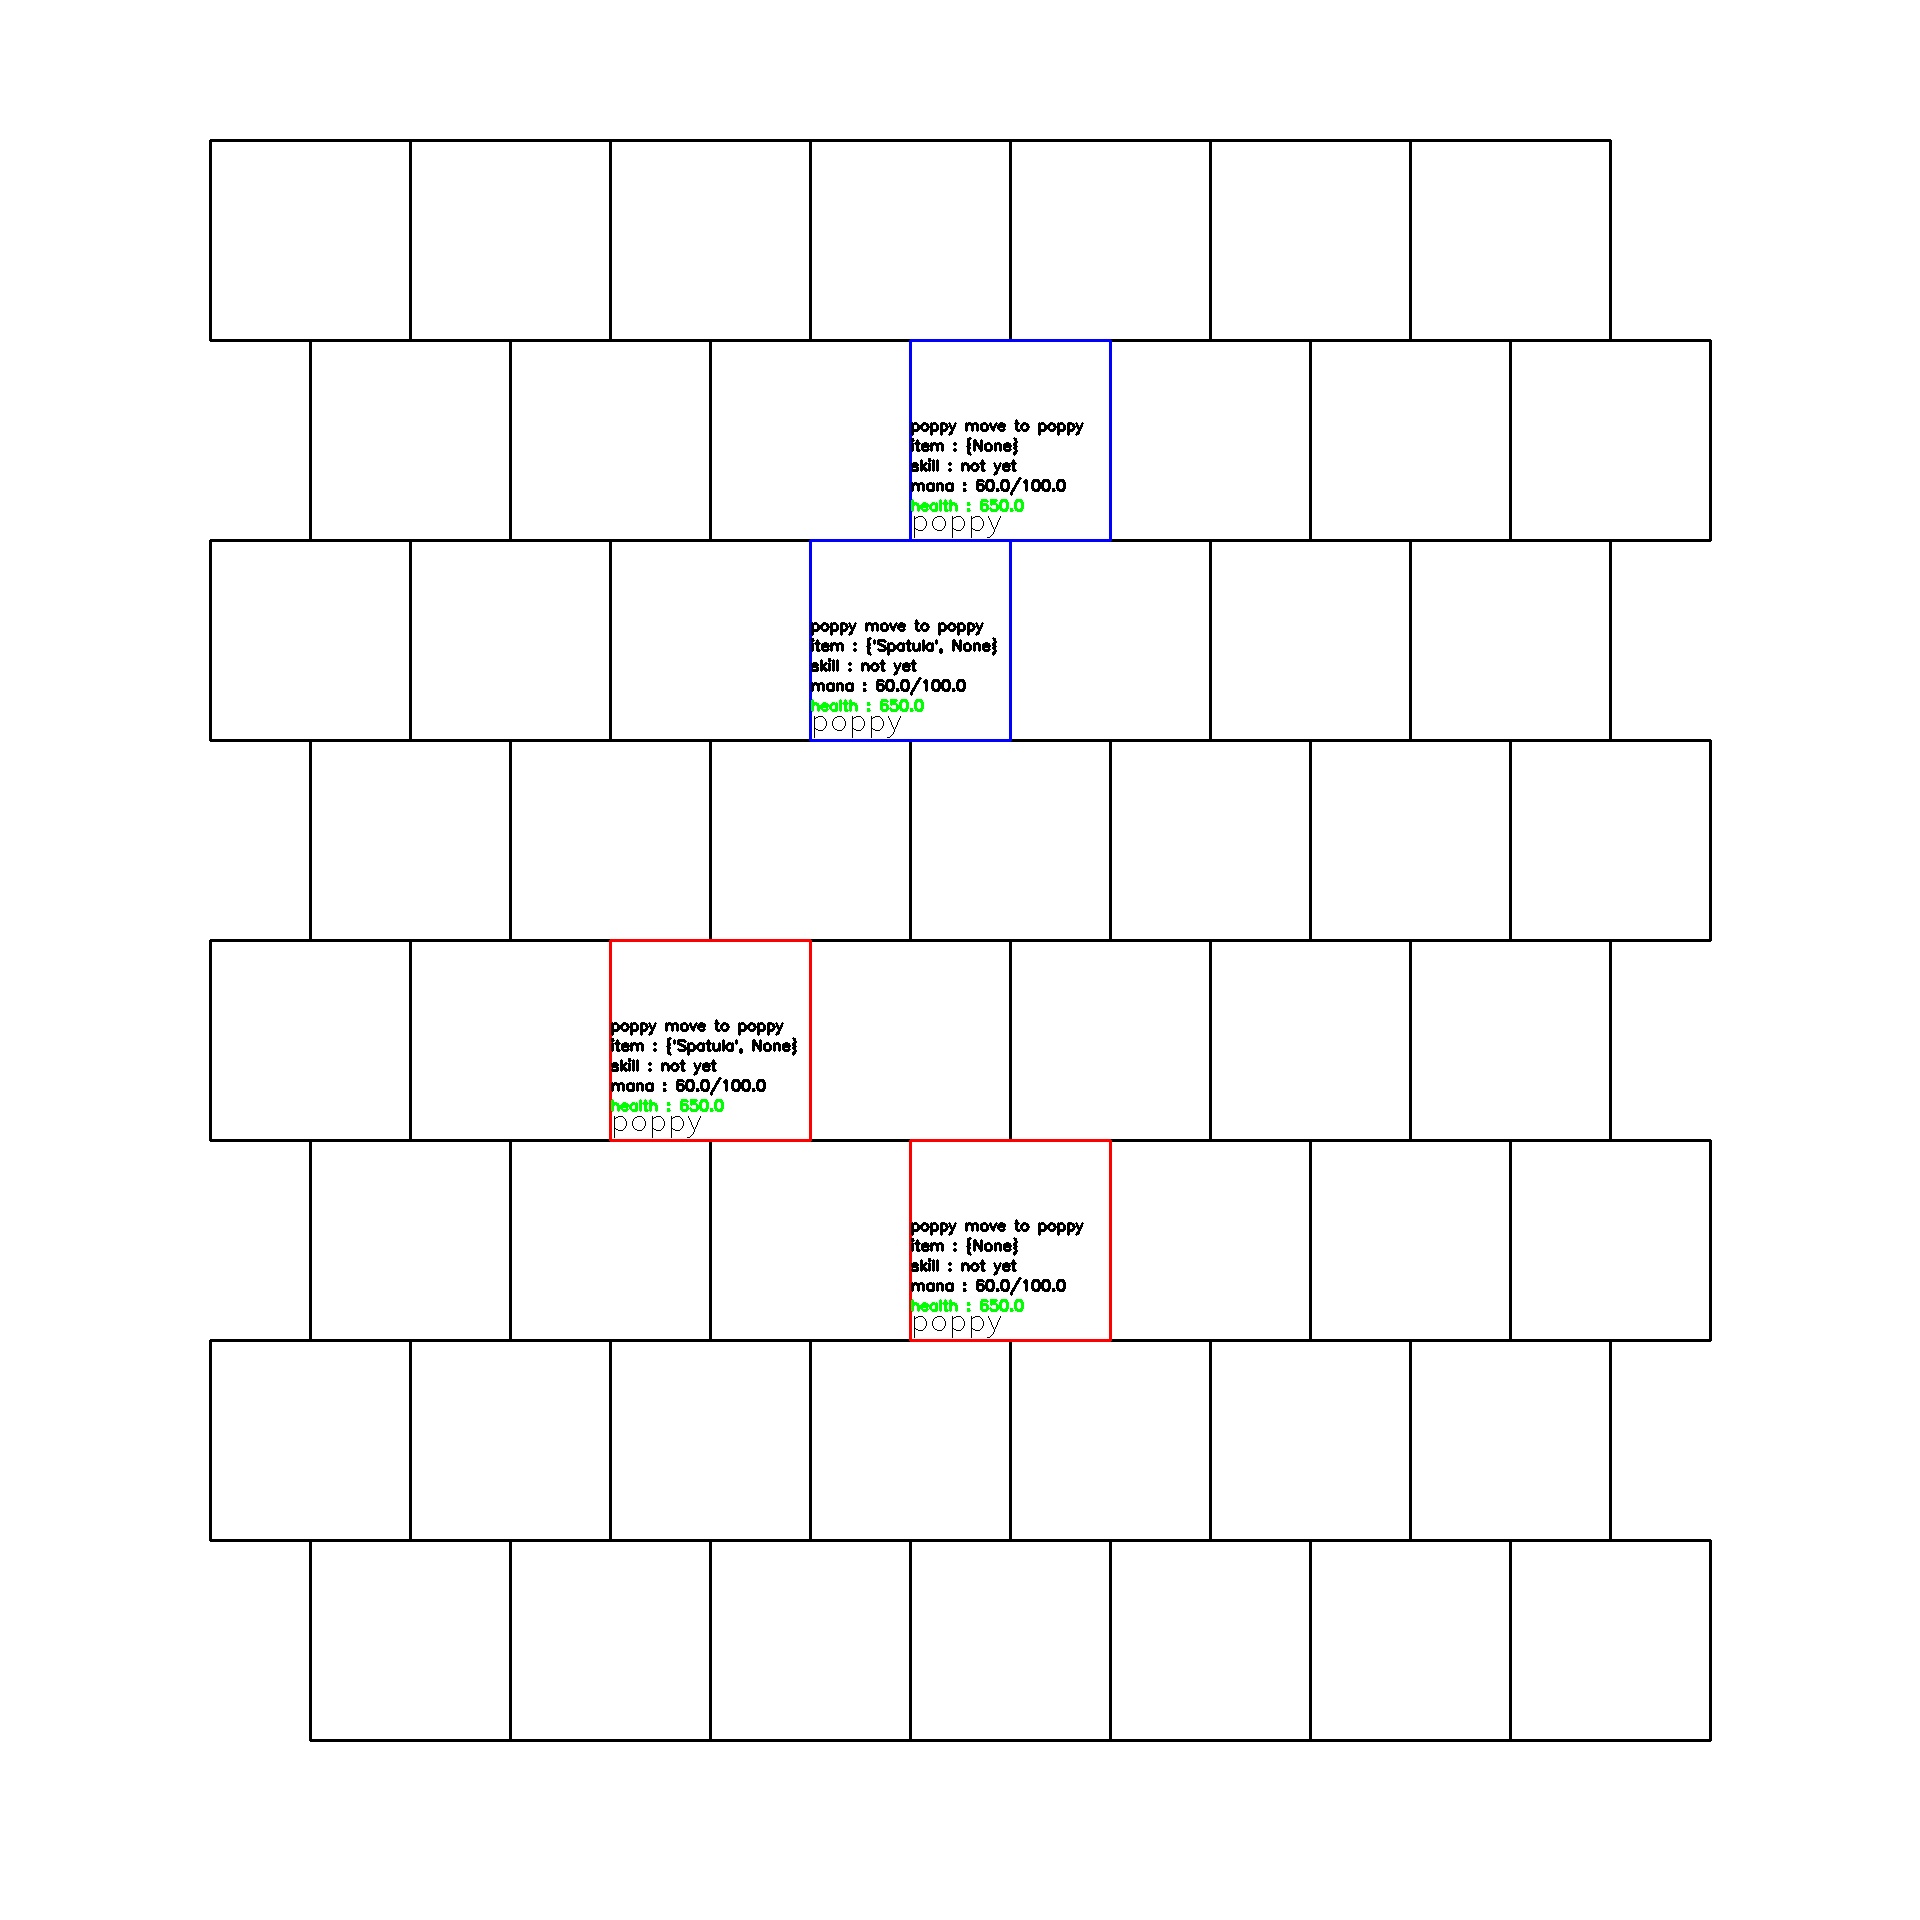 poppy move to poppy
item : {None}
skill : not yet
mana : 60.0/100.0
health : 650.0
poppy
poppy move to poppy
item : {'Spatula', None}
skill : not yet
mana : 60.0/100.0
health : 650.0
poppy
poppy move to poppy
item : {'Spatula', None}
skill : not yet
mana : 60.0/100.0
health : 650.0
poppy
poppy move to poppy
item : {None}
skill : not yet
mana : 60.0/100.0
health : 650.0
poppy